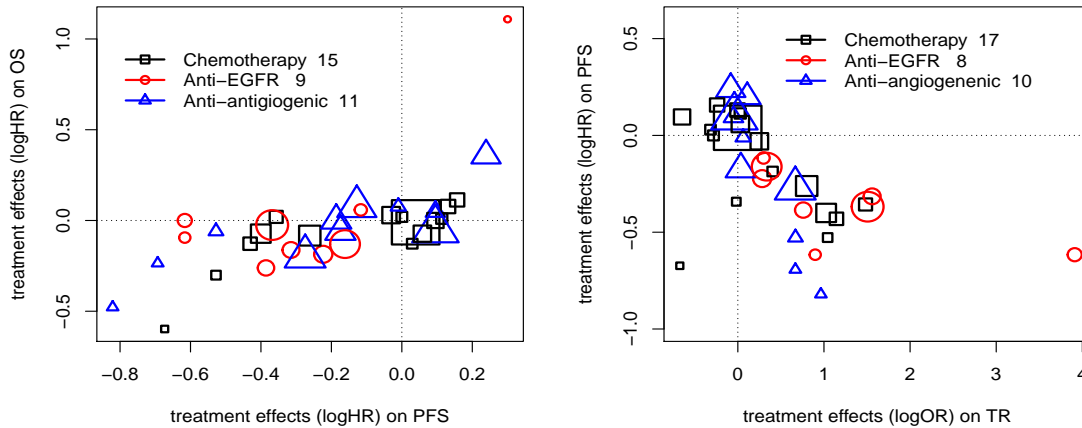 1.0
0.5
0.0
−0.5
treatment effects (logHR) on OS
Chemotherapy 15
Anti−EGFR 9
Anti−antigiogenic 11
−0.8 −0.6 −0.4 −0.2 0.0 0.2
treatment effects (logHR) on PFS
0.5
0.0
−0.5
−1.0
treatment effects (logHR) on PFS
Chemotherapy 17
Anti−EGFR 8
Anti−angiogenenic 10
0 1 2 3 4
treatment effects (logOR) on TR